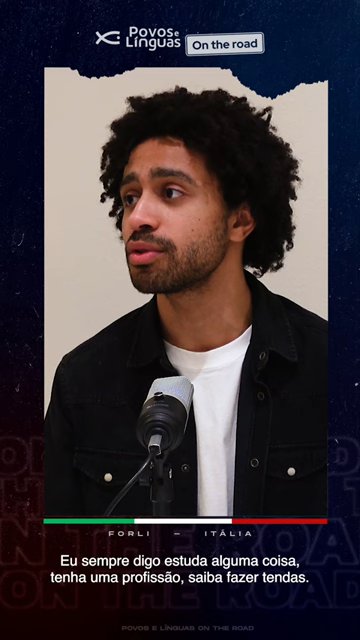 Povos e
Línguas
On the road
FORLI — ITÁLIA
Eu sempre digo estuda alguma coisa,
tenha uma profissão, saiba fazer tendas.
POVOS E LÍNGUAS ON THE ROAD